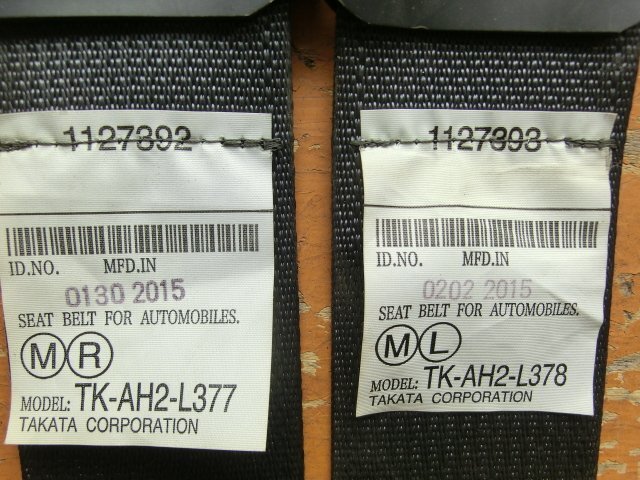 1127392
ID.NO. MFD.IN
0130 2015
SEAT BELT FOR AUTOMOBILES.
M R
MODEL: TK-AH2-L377
TAKATA CORPORATION
1127393
ID.NO. MFD.IN
0202 2015
SEAT BELT FOR AUTOMOBILES.
M L
MODEL: TK-AH2-L378
TAKATA CORPORATION